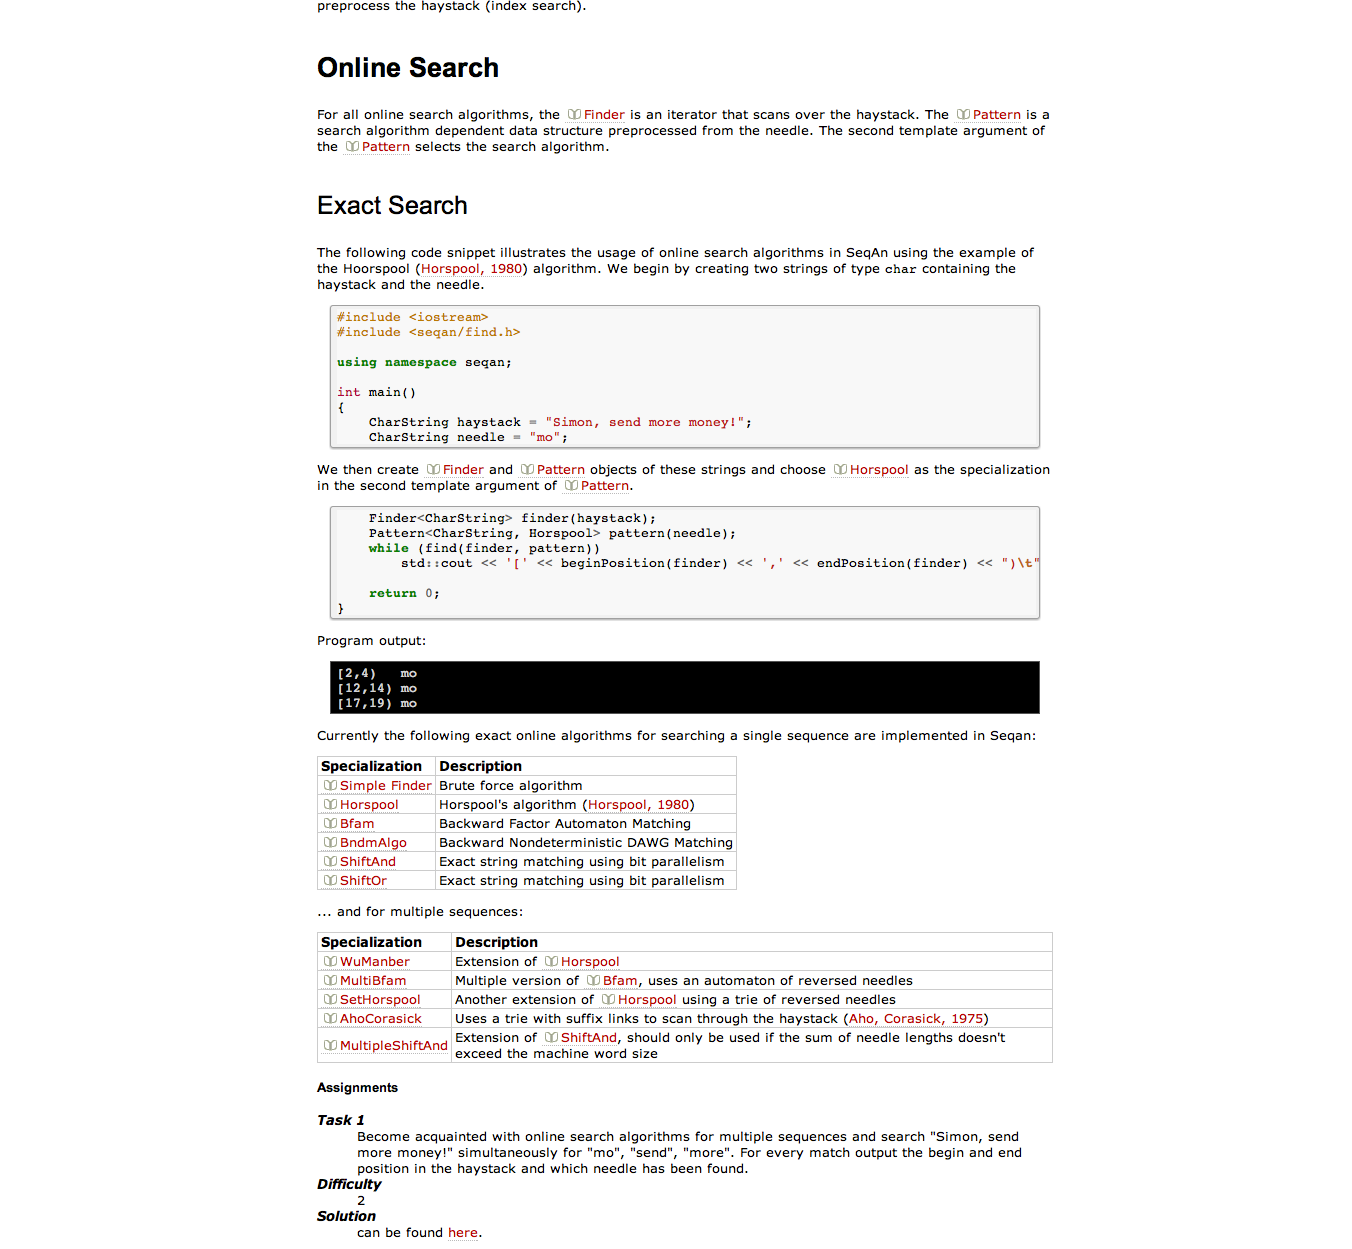 preprocess the haystack (index search).
Online Search
For all online search algorithms, the Finder is an iterator that scans over the haystack. The Pattern is a
search algorithm dependent data structure preprocessed from the needle. The second template argument of
the Pattern selects the search algorithm.
Exact Search
The following code snippet illustrates the usage of online search algorithms in SeqAn using the example of
the Hoorspool (Horspool, 1980) algorithm. We begin by creating two strings of type char containing the
haystack and the needle.
#include <iostream>
#include <seqan/find.h>
using namespace seqan;
int main()
{
    CharString haystack = "Simon, send more money!";
    CharString needle = "mo";
We then create Finder and Pattern objects of these strings and choose Horspool as the specialization
in the second template argument of Pattern.
    Finder<CharString> finder(haystack);
    Pattern<CharString, Horspool> pattern(needle);
    while (find(finder, pattern))
        std::cout << '[' << beginPosition(finder) << ',' << endPosition(finder) << ")\t"
    return 0;
}
Program output:
[2,4)   mo
[12,14) mo
[17,19) mo
Currently the following exact online algorithms for searching a single sequence are implemented in Seqan:
Specialization Description
Simple Finder Brute force algorithm
Horspool Horspool's algorithm (Horspool, 1980)
Bfam Backward Factor Automaton Matching
BndmAlgo Backward Nondeterministic DAWG Matching
ShiftAnd Exact string matching using bit parallelism
ShiftOr Exact string matching using bit parallelism
... and for multiple sequences:
Specialization Description
WuManber Extension of Horspool
MultiBfam Multiple version of Bfam, uses an automaton of reversed needles
SetHorspool Another extension of Horspool using a trie of reversed needles
AhoCorasick Uses a trie with suffix links to scan through the haystack (Aho, Corasick, 1975)
MultipleShiftAnd Extension of ShiftAnd, should only be used if the sum of needle lengths doesn't
exceed the machine word size
Assignments
Task 1
Become acquainted with online search algorithms for multiple sequences and search "Simon, send
more money!" simultaneously for "mo", "send", "more". For every match output the begin and end
position in the haystack and which needle has been found.
Difficulty
2
Solution
can be found here.